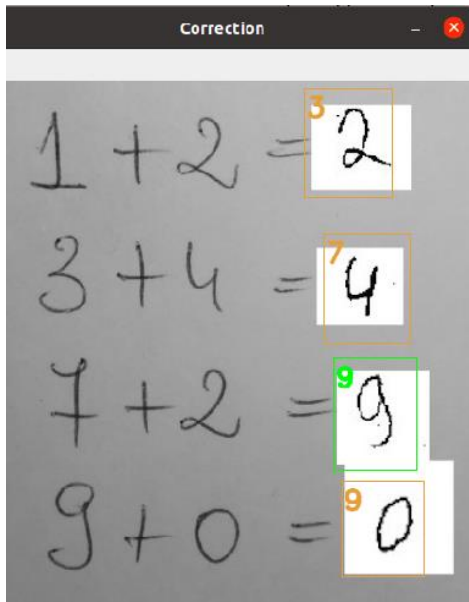 Correction
3
1 + 2 = 2
7
3 + 4 = 4
9
7 + 2 = 9
9
9 + 0 = 0